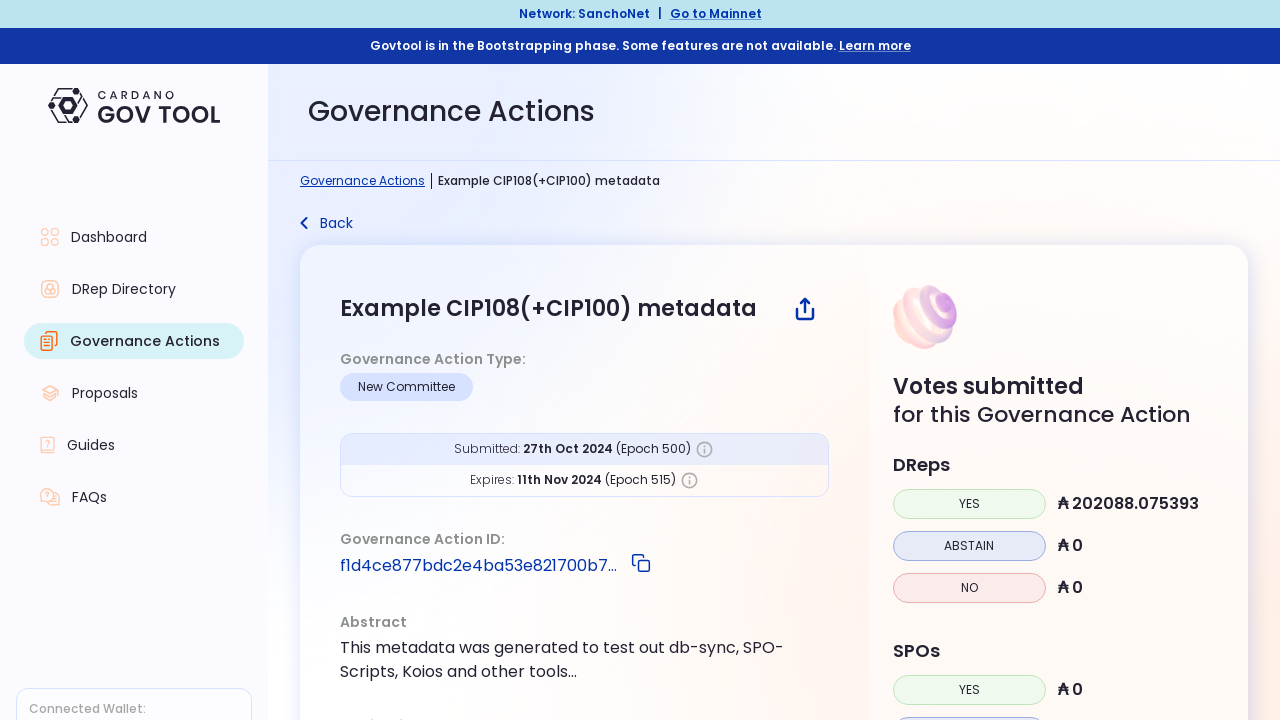 Network: SanchoNet | Go to Mainnet
Govtool is in the Bootstrapping phase. Some features are not available. Learn more
CARDANO
GOV TOOL
Governance Actions
Governance Actions | Example CIP108(+CIP100) metadata
Back
Dashboard
DRep Directory
Governance Actions
Proposals
Guides
FAQs
Connected Wallet:
Example CIP108(+CIP100) metadata
Governance Action Type:
New Committee
Submitted: 27th Oct 2024 (Epoch 500)
Expires: 11th Nov 2024 (Epoch 515)
Governance Action ID:
f1d4ce877bdc2e4ba53e821700b7...
Abstract
This metadata was generated to test out db-sync, SPO-
Scripts, Koios and other tools...
Votes submitted
for this Governance Action
DReps
YES ₳ 202088.075393
ABSTAIN ₳ 0
NO ₳ 0
SPOs
YES ₳ 0